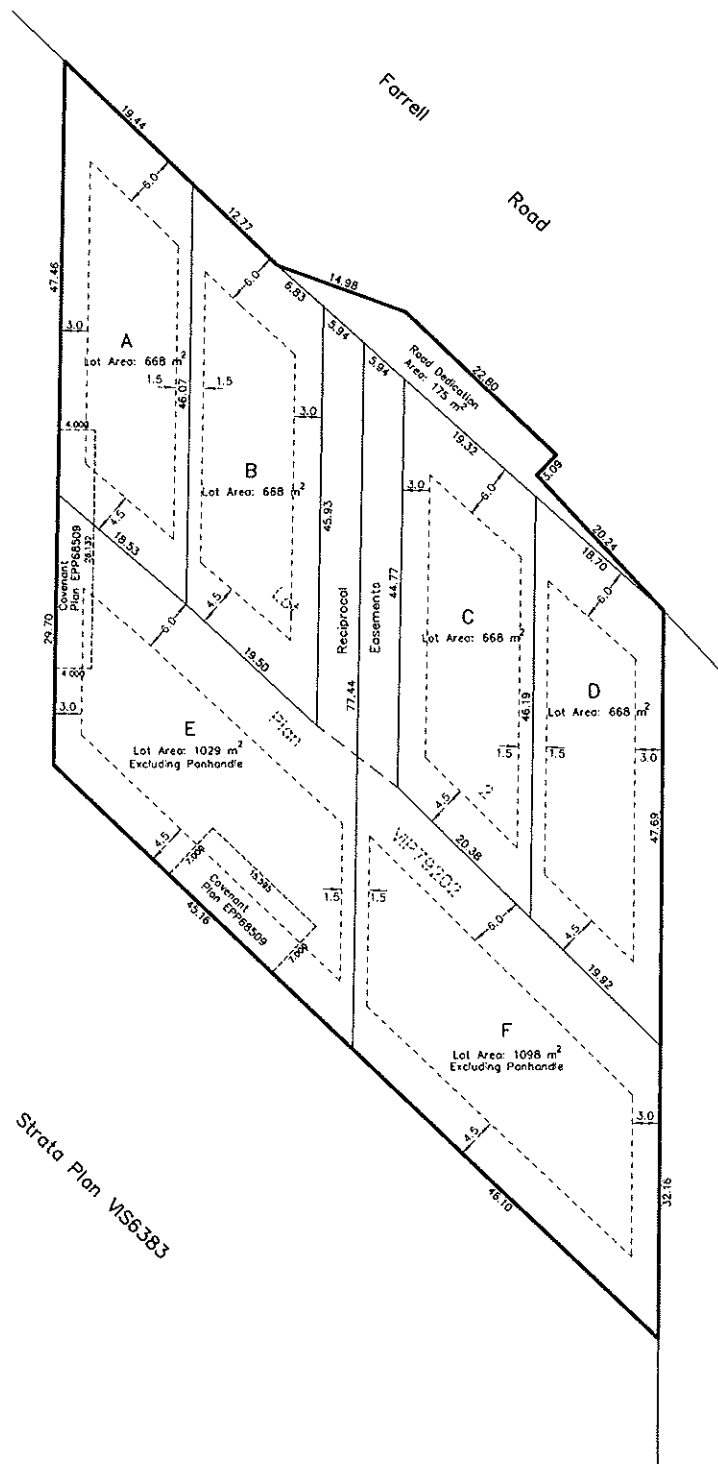 Farrell
Road
19.44
6.0
12.77
6.0
6.83
14.98
5.94
5.94
Road Dedication
Area: 175 m²
22.80
3.09
19.32
6.0
20.24
18.70
6.0
47.46
3.0
A
Lot Area: 668 m²
1.5
46.07
1.5
3.0
B
Lot Area: 668 m²
45.93
Reciprocal
Easements
77.44
44.77
3.0
C
Lot Area: 668 m²
46.19
1.5
1.5
D
Lot Area: 668 m²
3.0
47.69
4.000
Covenant
Plan EPP68509
26.132
4.000
29.70
3.0
4.5
18.53
4.5
Lot
6.0
19.50
Plan
E
Lot Area: 1029 m²
Excluding Panhandle
4.5
2
20.38
VIP79202
6.0
4.5
19.92
4.5
7.000
15.595
Covenant
Plan EPP68509
7.000
45.16
1.5
1.5
F
Lot Area: 1098 m²
Excluding Panhandle
3.0
4.5
46.10
32.16
Strata Plan VIS6383